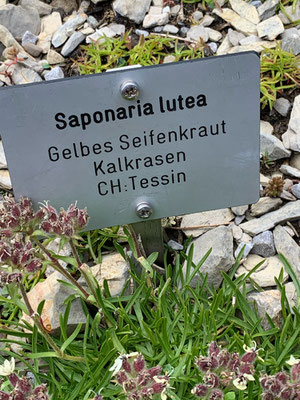 Saponaria lutea
Gelbes Seifenkraut
Kalkrasen
CH:Tessin